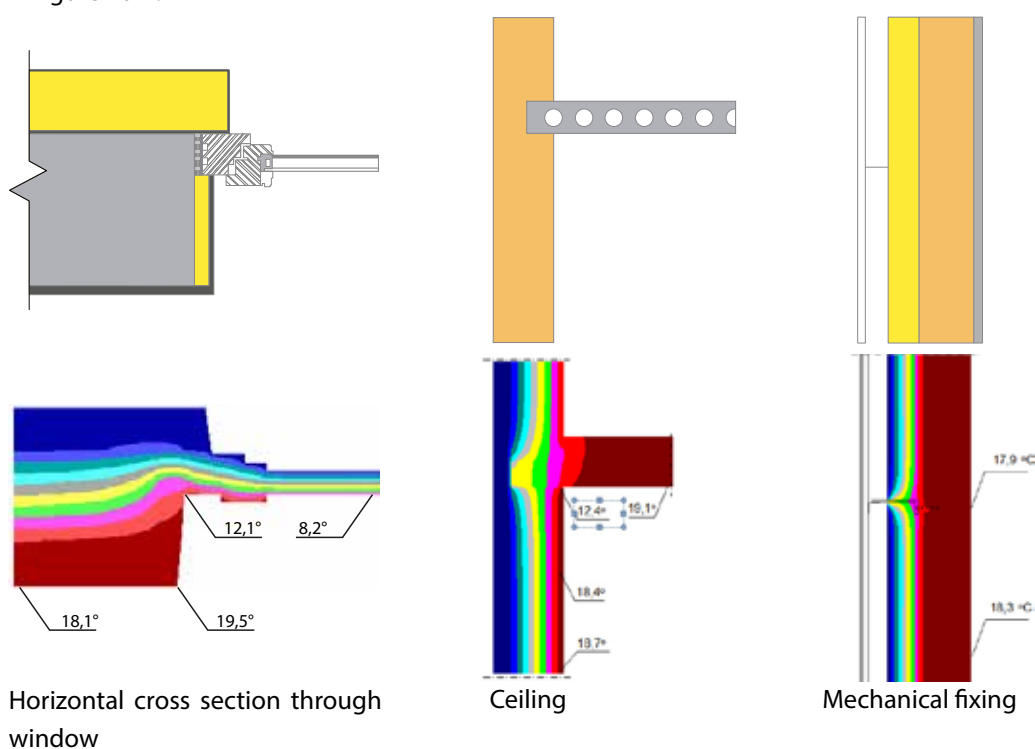 12,1°
8,2°
18,1°
19,5°
12,4°
19,1°
18,4°
18,7°
17,9 °C
18,3 °C
Horizontal cross section through
window
Ceiling
Mechanical fixing